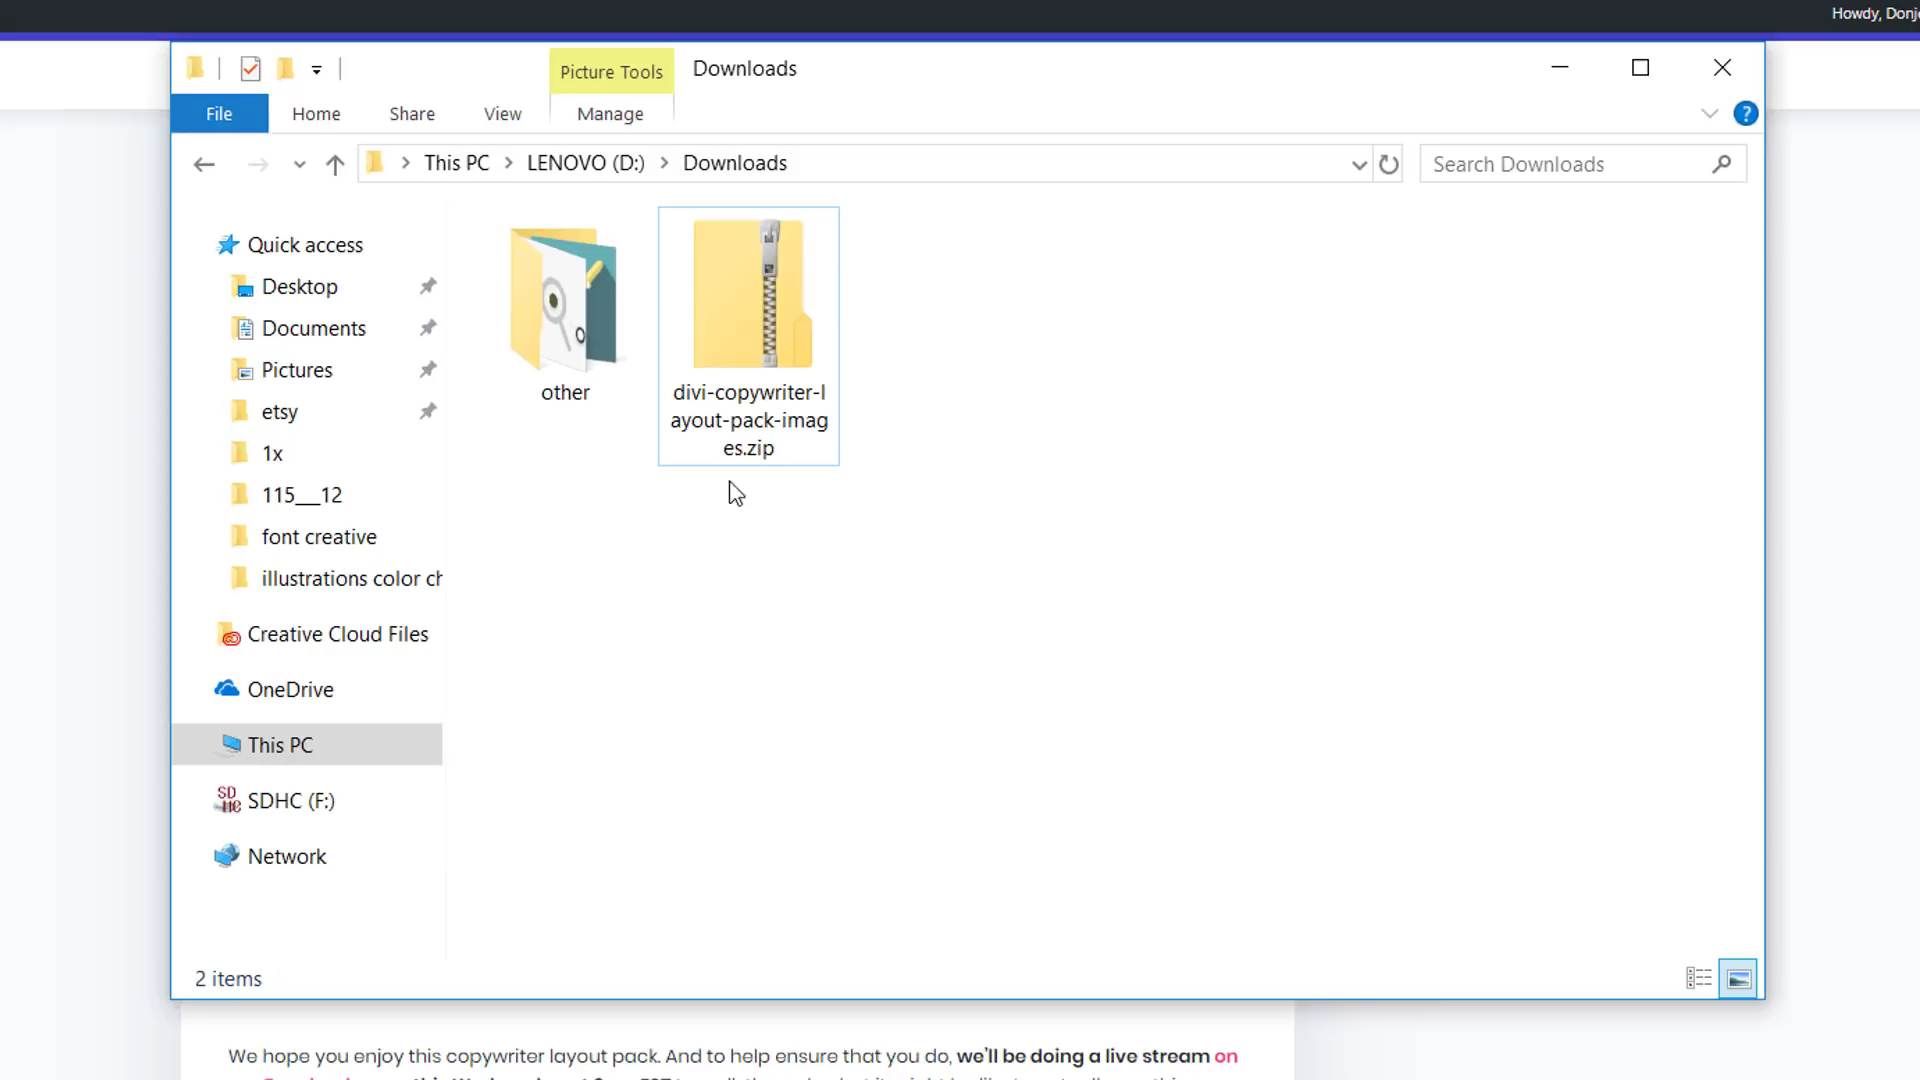 Howdy, Donj
Picture Tools
Downloads
File
Home
Share
View
Manage
?
This PC
LENOVO (D:)
Downloads
Search Downloads
Quick access
Desktop
Documents
Pictures
etsy
1x
115___12
font creative
illustrations color ch
Creative Cloud Files
OneDrive
This PC
SDHC (F:)
Network
other
divi-copywriter-l
ayout-pack-imag
es.zip
2 items
We hope you enjoy this copywriter layout pack. And to help ensure that you do, we'll be doing a live stream on